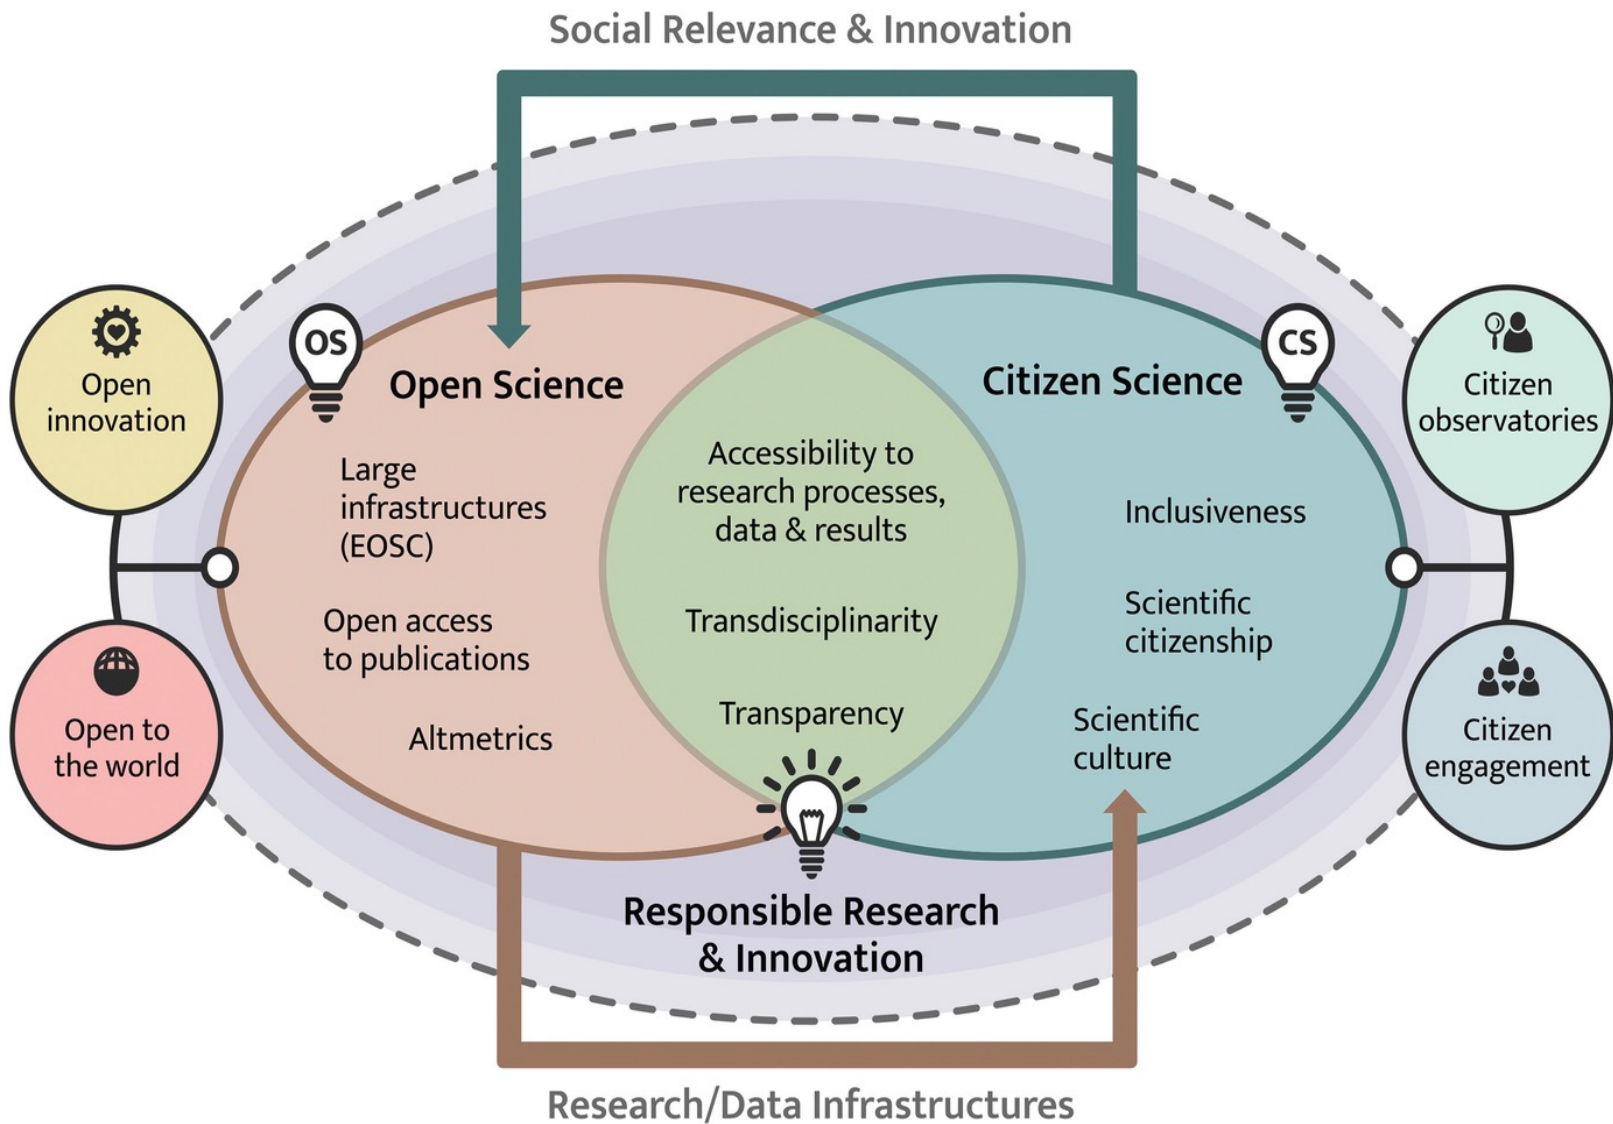 Social Relevance & Innovation
OS
CS
Open Science
Citizen Science
Open
innovation
Citizen
observatories
Large
infrastructures
(EOSC)
Open access
to publications
Altmetrics
Accessibility to
research processes,
data & results
Transdisciplinarity
Transparency
Inclusiveness
Scientific
citizenship
Scientific
culture
Open to
the world
Citizen
engagement
Responsible Research
& Innovation
Research/Data Infrastructures